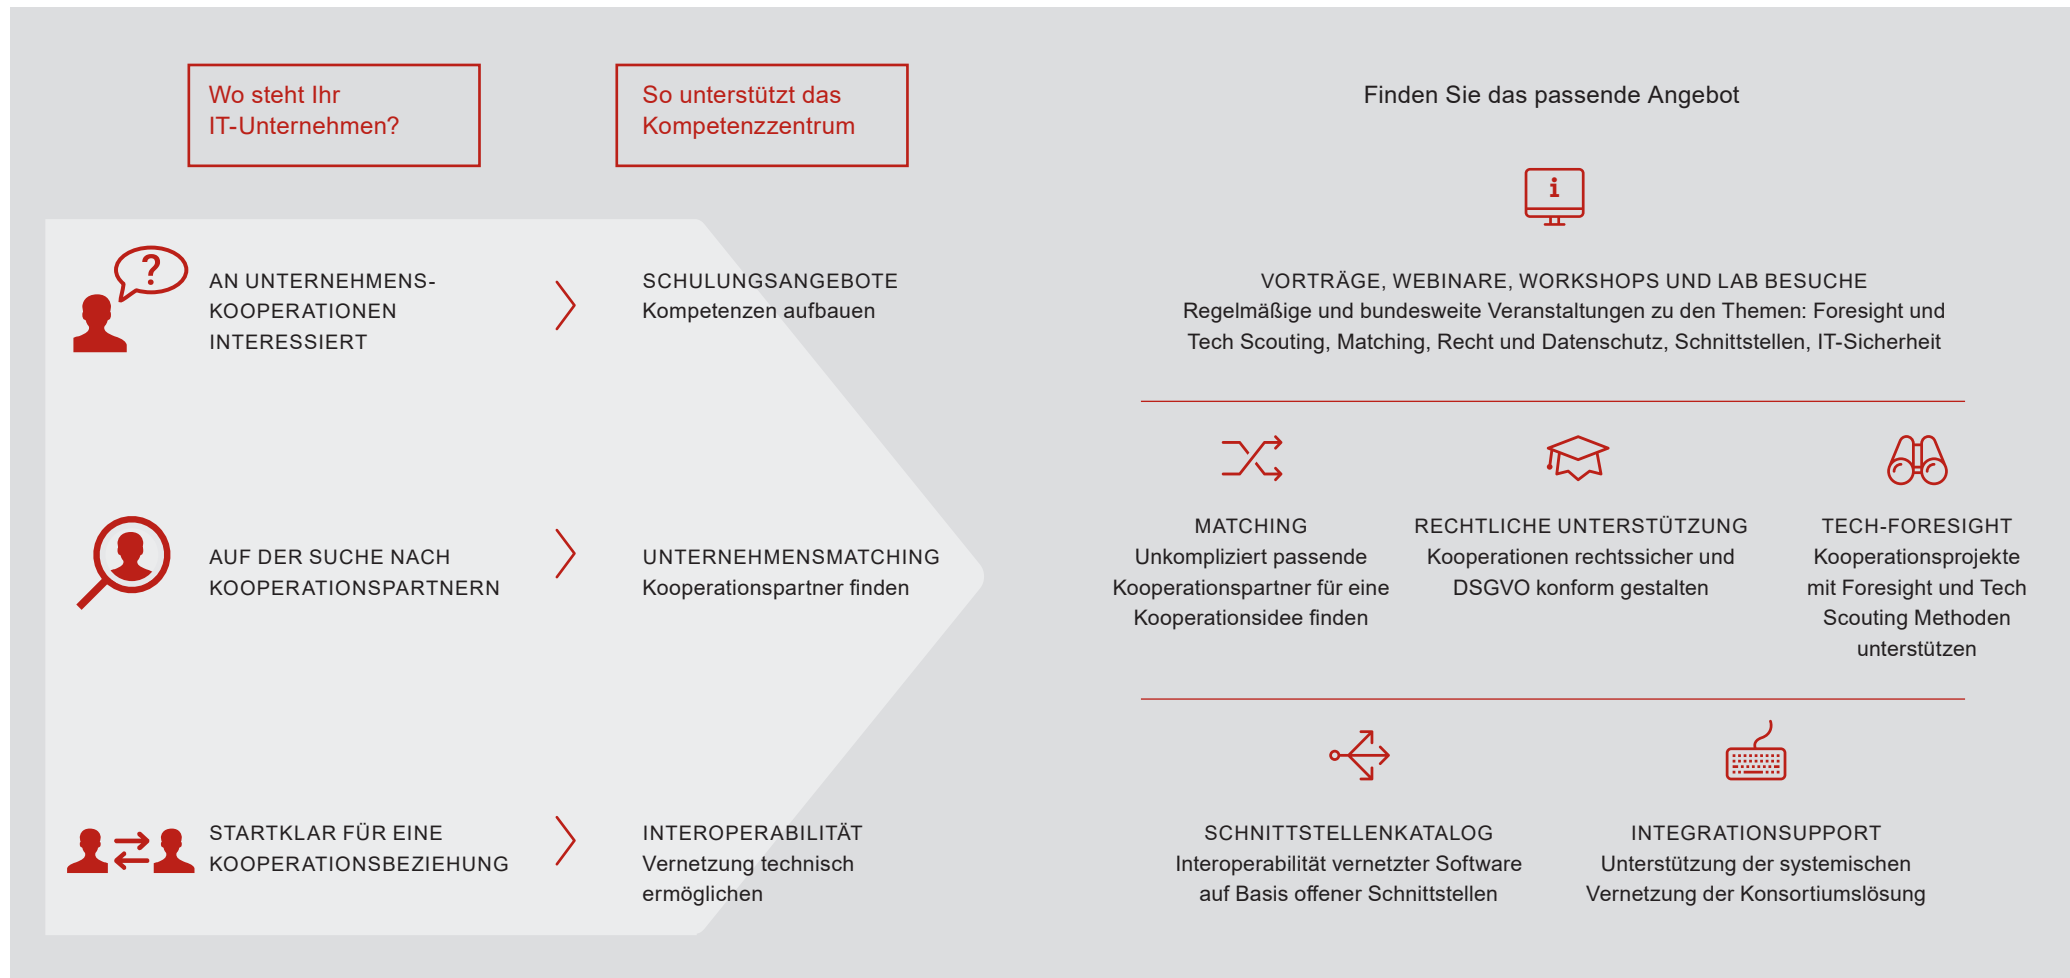 Wo steht Ihr
IT-Unternehmen?
So unterstützt das
Kompetenzzentrum
Finden Sie das passende Angebot
i
?
AN UNTERNEHMENS-
KOOPERATIONEN
INTERESSIERT
SCHULUNGSANGEBOTE
Kompetenzen aufbauen
VORTRÄGE, WEBINARE, WORKSHOPS UND LAB BESUCHE
Regelmäßige und bundesweite Veranstaltungen zu den Themen: Foresight und
Tech Scouting, Matching, Recht und Datenschutz, Schnittstellen, IT-Sicherheit
AUF DER SUCHE NACH
KOOPERATIONSPARTNERN
UNTERNEHMENSMATCHING
Kooperationspartner finden
MATCHING
Unkompliziert passende
Kooperationspartner für eine
Kooperationsidee finden
RECHTLICHE UNTERSTÜTZUNG
Kooperationen rechtssicher und
DSGVO konform gestalten
TECH-FORESIGHT
Kooperationsprojekte
mit Foresight und Tech
Scouting Methoden
unterstützen
STARTKLAR FÜR EINE
KOOPERATIONSBEZIEHUNG
INTEROPERABILITÄT
Vernetzung technisch
ermöglichen
SCHNITTSTELLENKATALOG
Interoperabilität vernetzter Software
auf Basis offener Schnittstellen
INTEGRATIONSUPPORT
Unterstützung der systemischen
Vernetzung der Konsortiumslösung